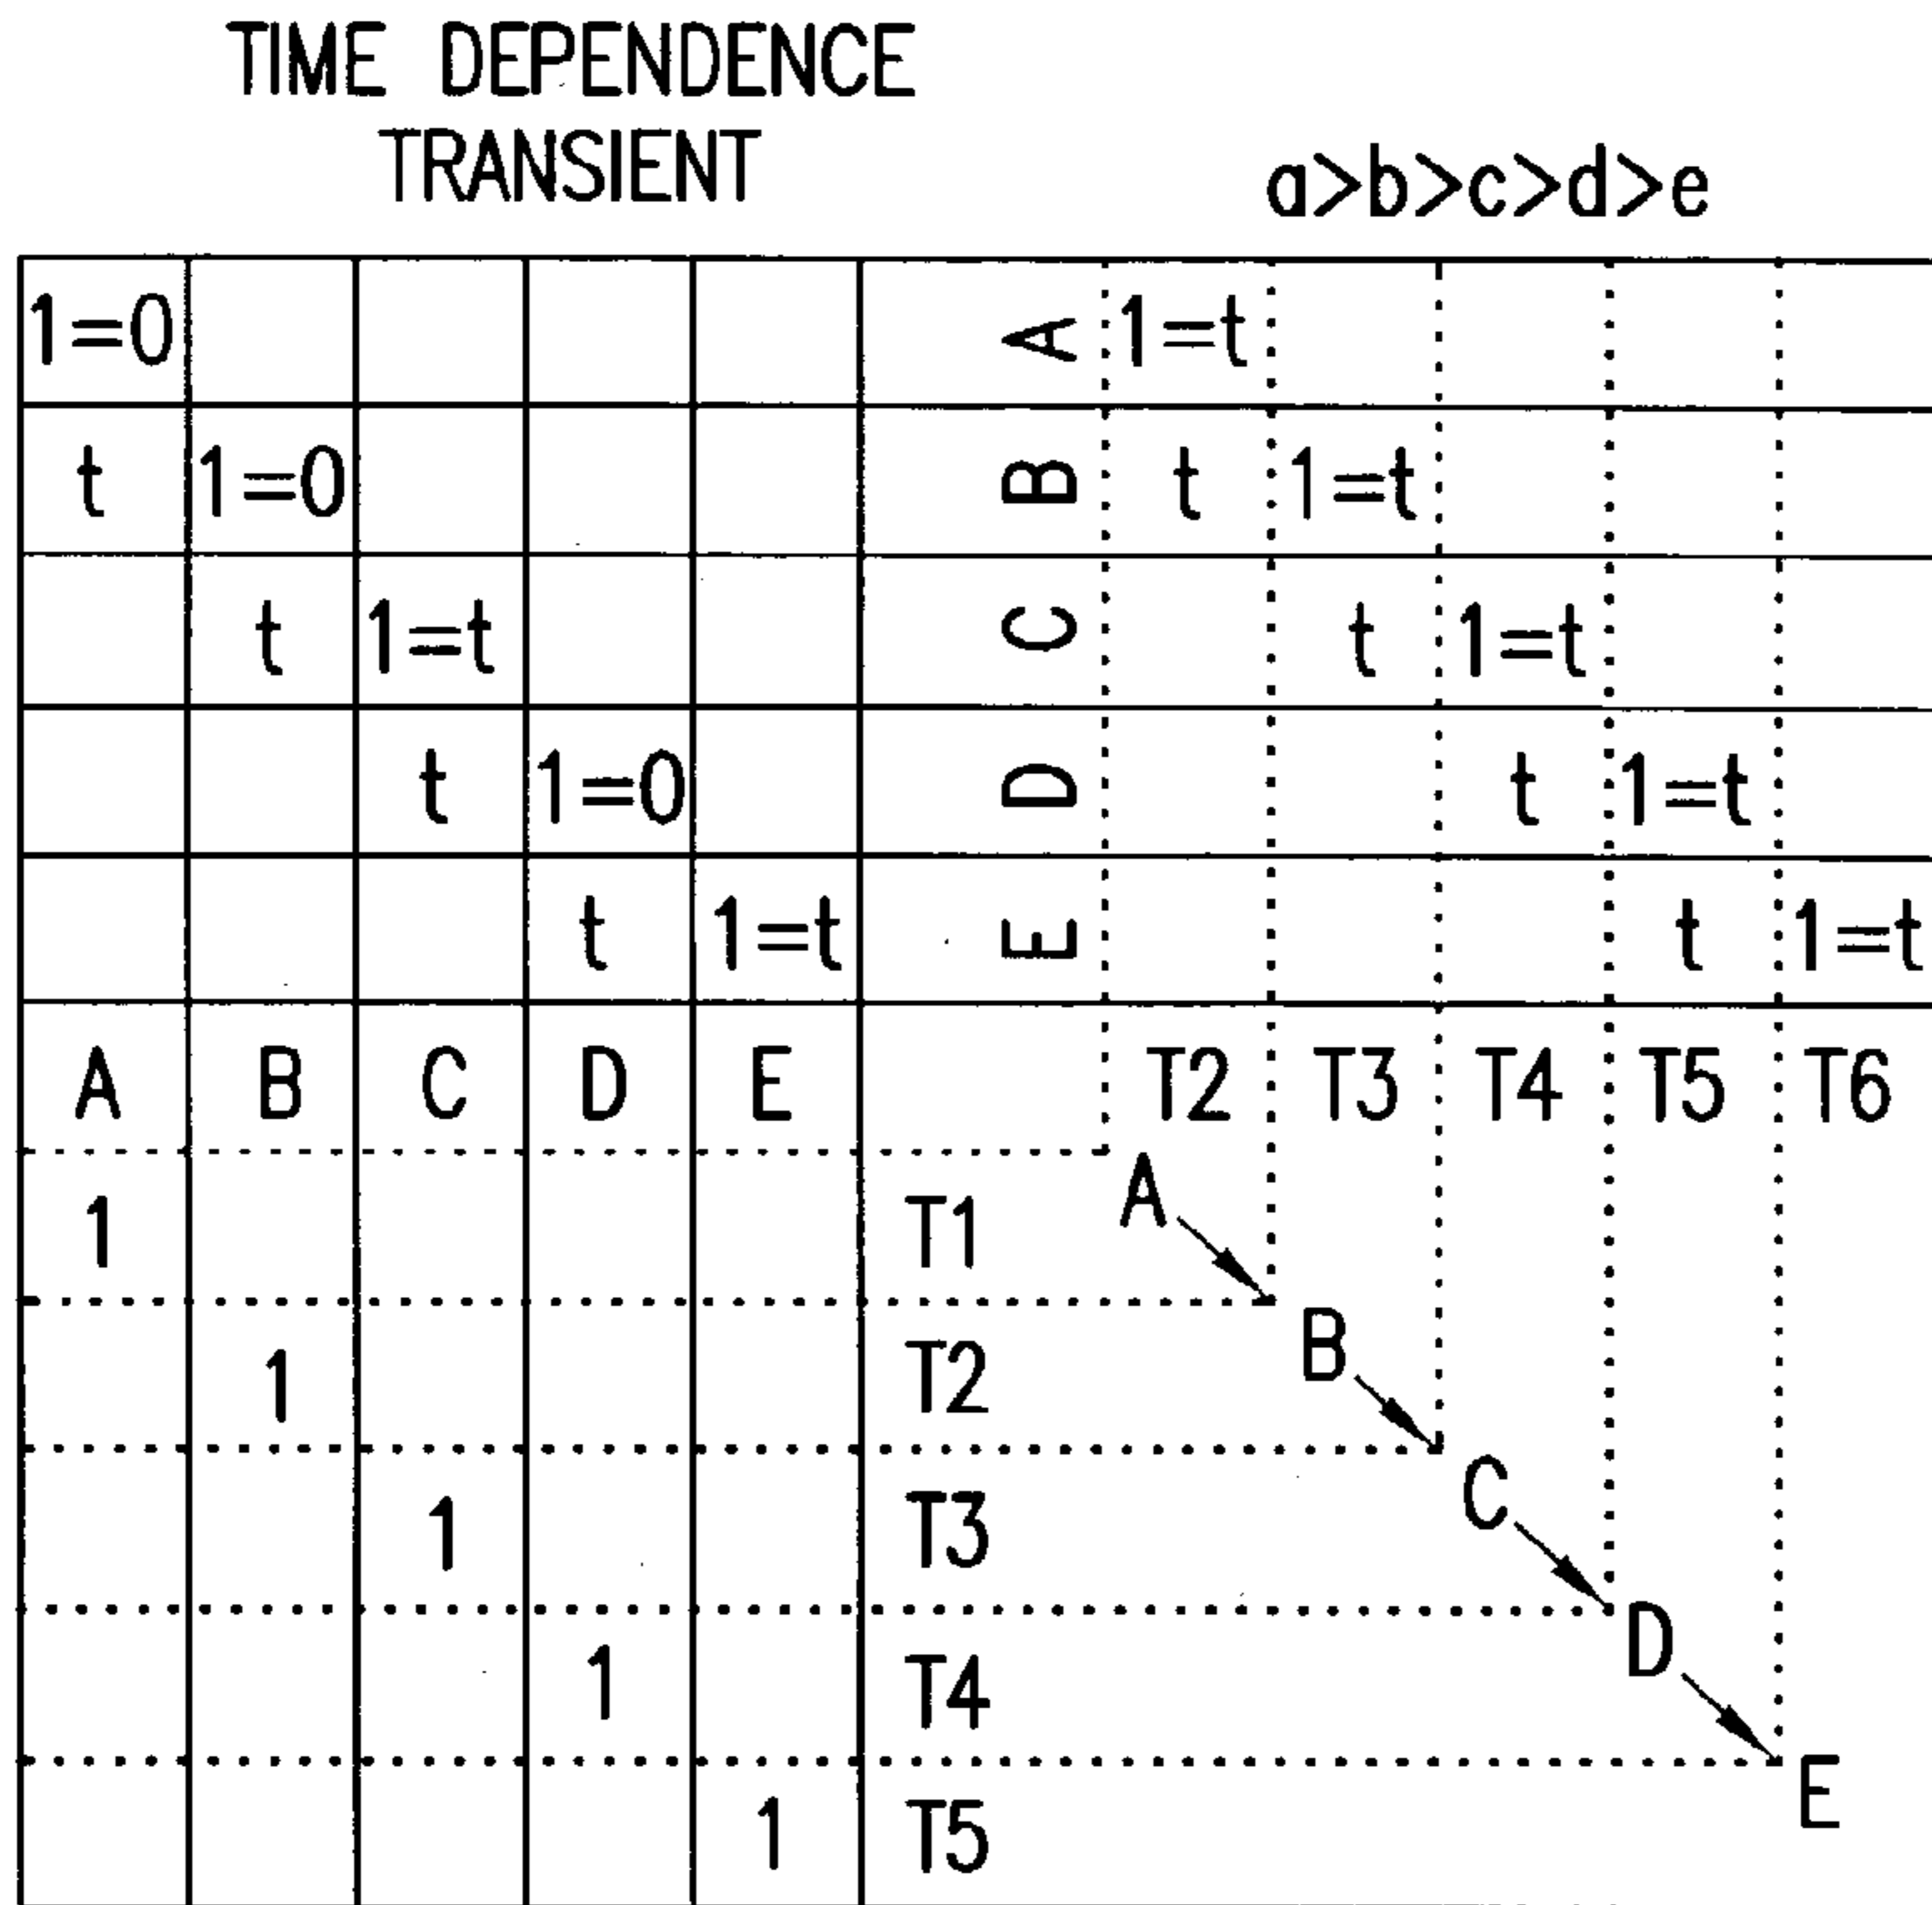 TIME DEPENDENCE
TRANSIENT
a>b>c>d>e
1=0 A 1=t
t 1=0 B t 1=t
t 1=t C t 1=t
t 1=0 D t 1=t
t 1=t E t 1=t
A B C D E T2 T3 T4 T5 T6
1 T1 A
1 T2 B
1 T3 C
1 T4 D
1 T5 E